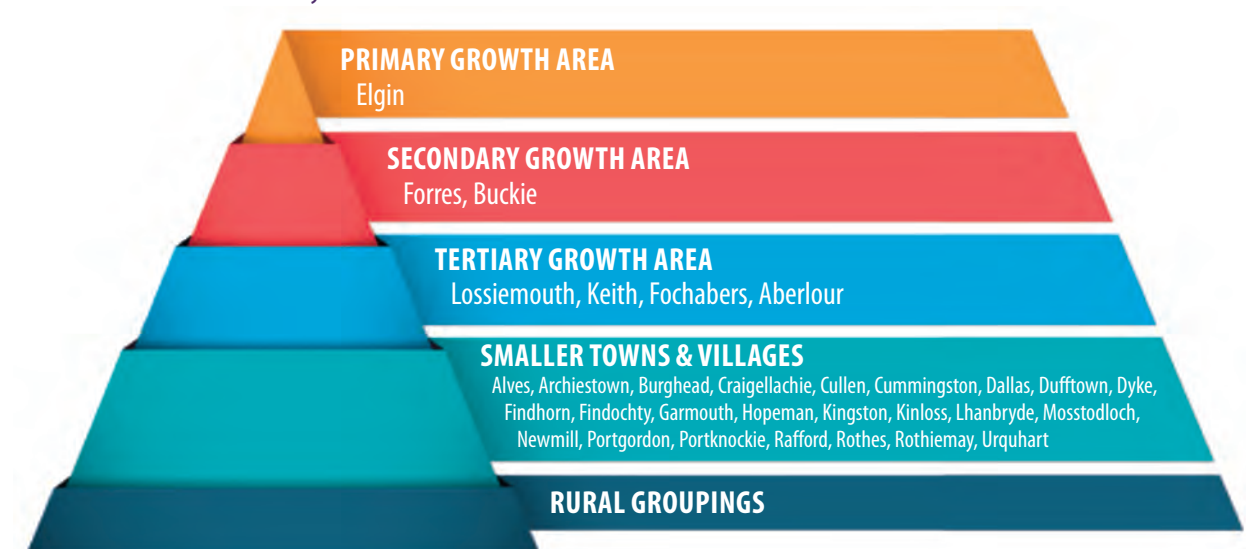 PRIMARY GROWTH AREA
Elgin
SECONDARY GROWTH AREA
Forres, Buckie
TERTIARY GROWTH AREA
Lossiemouth, Keith, Fochabers, Aberlour
SMALLER TOWNS & VILLAGES
Alves, Archiestown, Burghead, Craigellachie, Cullen, Cummingston, Dallas, Dufftown, Dyke,
Findhorn, Findochty, Garmouth, Hopeman, Kingston, Kinloss, Lhanbryde, Mosstodloch,
Newmill, Portgordon, Portknockie, Rafford, Rothes, Rothiemay, Urquhart
RURAL GROUPINGS